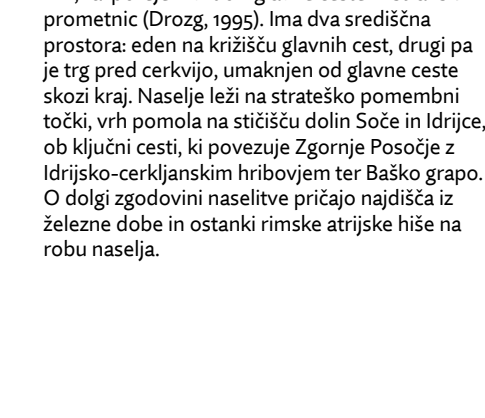 prometnic (Drozg, 1995). Ima dva središčna
prostora: eden na križišču glavnih cest, drugi pa
je trg pred cerkvijo, umaknjen od glavne ceste
skozi kraj. Naselje leži na strateško pomembni
točki, vrh pomola na stičišču dolin Soče in Idrijce,
ob ključni cesti, ki povezuje Zgornje Posočje z
Idrijsko-cerkljanskim hribovjem ter Baško grapo.
O dolgi zgodovini naselitve pričajo najdišča iz
železne dobe in ostanki rimske atrijske hiše na
robu naselja.